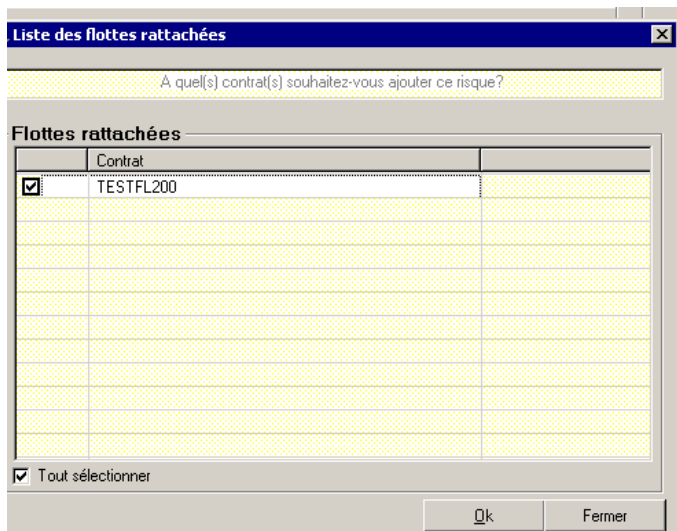 Liste des flottes rattachées
A quel(s) contrat(s) souhaitez-vous ajouter ce risque?
Flottes rattachées
Contrat
TESTFL200
Tout sélectionner
Ok Fermer